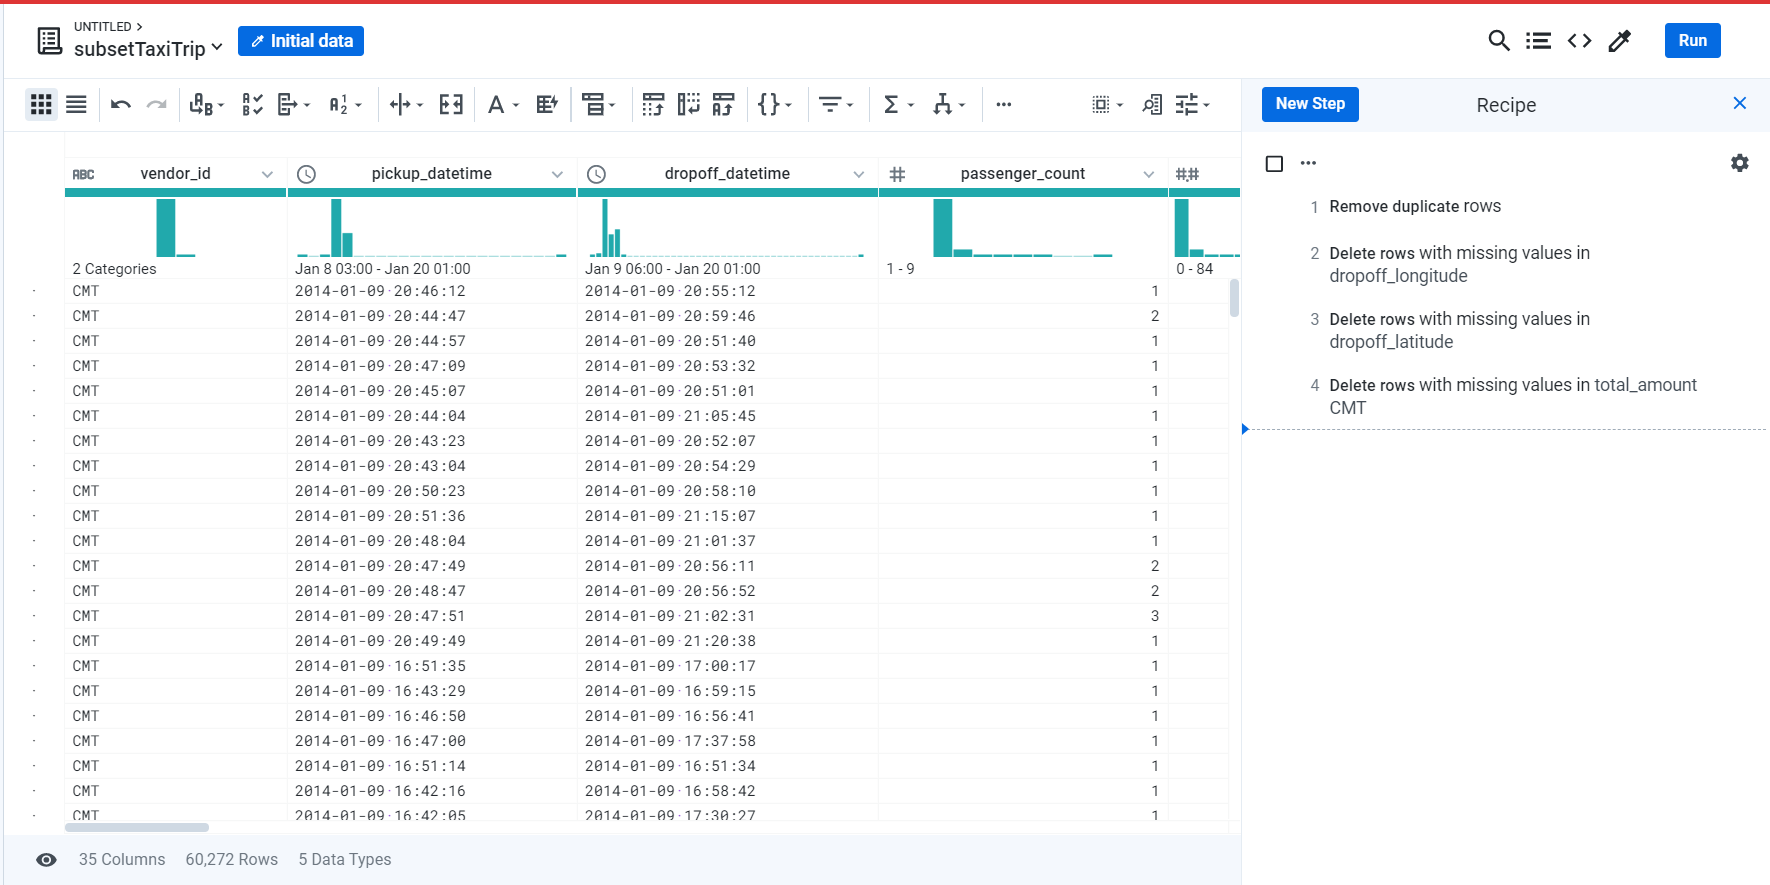 UNTITLED >
subsetTaxiTrip
Initial data
Run
New Step
Recipe
ABC vendor_id pickup_datetime dropoff_datetime # passenger_count ##.#
2 Categories Jan 8 03:00 - Jan 20 01:00 Jan 9 06:00 - Jan 20 01:00 1 - 9 0 - 84
CMT 2014-01-09·20:46:12 2014-01-09·20:55:12 1
CMT 2014-01-09·20:44:47 2014-01-09·20:59:46 2
CMT 2014-01-09·20:44:57 2014-01-09·20:51:40 1
CMT 2014-01-09·20:47:09 2014-01-09·20:53:32 1
CMT 2014-01-09·20:45:07 2014-01-09·20:51:01 1
CMT 2014-01-09·20:44:04 2014-01-09·21:05:45 1
CMT 2014-01-09·20:43:23 2014-01-09·20:52:07 1
CMT 2014-01-09·20:43:04 2014-01-09·20:54:29 1
CMT 2014-01-09·20:50:23 2014-01-09·20:58:10 1
CMT 2014-01-09·20:51:36 2014-01-09·21:15:07 1
CMT 2014-01-09·20:48:04 2014-01-09·21:01:37 1
CMT 2014-01-09·20:47:49 2014-01-09·20:56:11 2
CMT 2014-01-09·20:48:47 2014-01-09·20:56:52 2
CMT 2014-01-09·20:47:51 2014-01-09·21:02:31 3
CMT 2014-01-09·20:49:49 2014-01-09·21:20:38 1
CMT 2014-01-09·16:51:35 2014-01-09·17:00:17 1
CMT 2014-01-09·16:43:29 2014-01-09·16:59:15 1
CMT 2014-01-09·16:46:50 2014-01-09·16:56:41 1
CMT 2014-01-09·16:47:00 2014-01-09·17:37:58 1
CMT 2014-01-09·16:51:14 2014-01-09·16:51:34 1
CMT 2014-01-09·16:42:16 2014-01-09·16:58:42 1
CMT 2014-01-09·16:42:05 2014-01-09·17:30:27 1
35 Columns 60,272 Rows 5 Data Types
1 Remove duplicate rows
2 Delete rows with missing values in
dropoff_longitude
3 Delete rows with missing values in
dropoff_latitude
4 Delete rows with missing values in total_amount
CMT